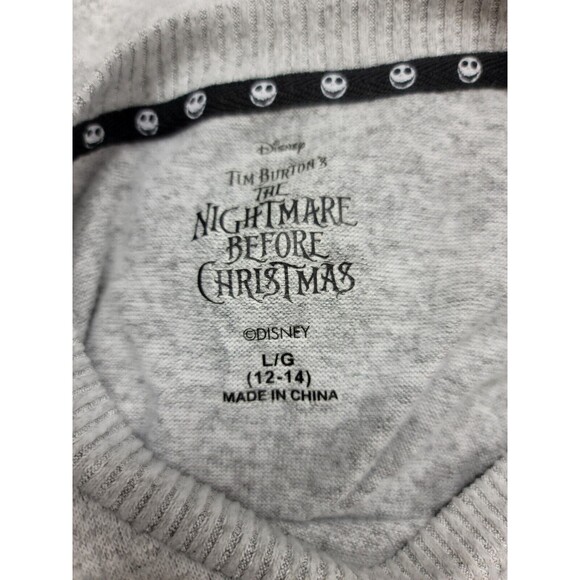 Disney
TIM BURTON'S
THE
NIGHTMARE
BEFORE
CHRISTMAS
©DISNEY
L/G
(12-14)
MADE IN CHINA